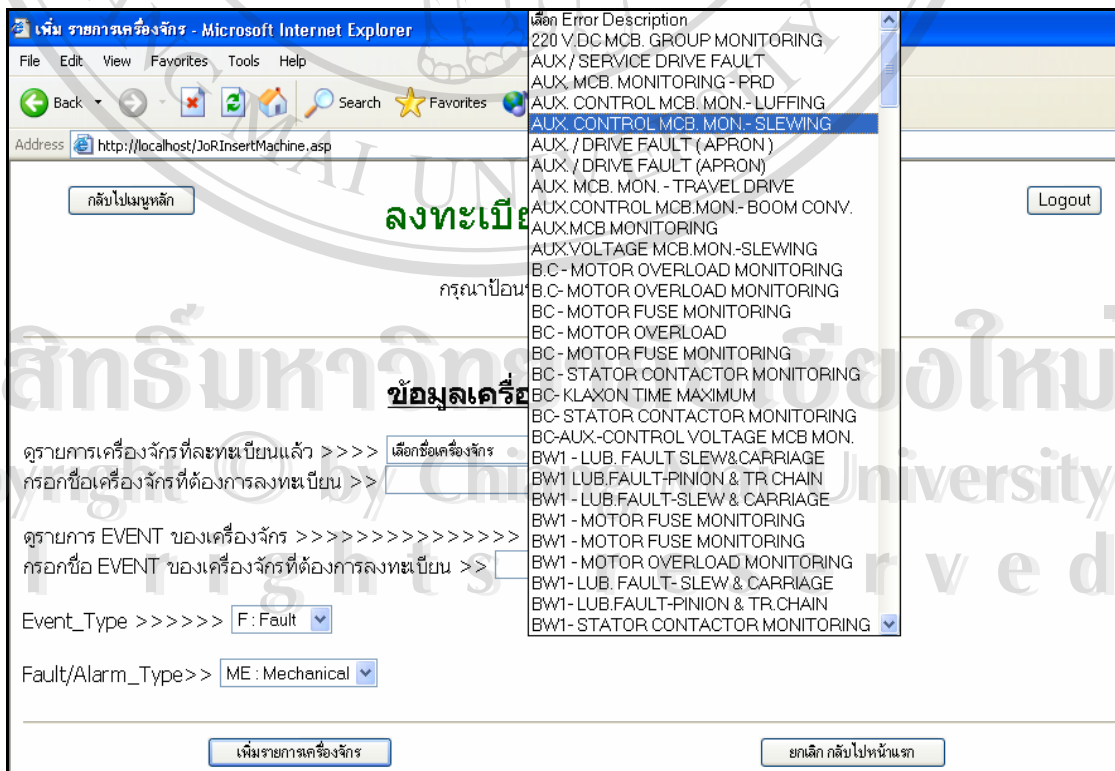 เพิ่ม รายการเครื่องจักร - Microsoft Internet Explorer
File Edit View Favorites Tools Help
Back Search Favorites
Address http://localhost/JoRInsertMachine.asp
กลับไปเมนูหลัก
Logout
ลงทะเบี
กรุณาป้อน
ข้อมูลเครื่อ
ดูรายการเครื่องจักรที่ละทะเบียนแล้ว >>>> เลือกชื่อเครื่องจักร
กรอกชื่อเครื่องจักรที่ต้องการลงทะเบียน >>
ดูรายการ EVENT ของเครื่องจักร >>>>>>>>>>>>>>>
กรอกชื่อ EVENT ของเครื่องจักรที่ต้องการลงทะเบียน >>
Event_Type >>>>>> F : Fault
Fault/Alarm_Type>> ME : Mechanical
เพิ่มรายการเครื่องจักร
ยกเลิก กลับไปหน้าแรก
เลือก Error Description
220 V.DC MCB. GROUP MONITORING
AUX / SERVICE DRIVE FAULT
AUX. MCB. MONITORING - PRD
AUX. CONTROL MCB. MON.- LUFFING
AUX. CONTROL MCB. MON.- SLEWING
AUX. / DRIVE FAULT ( APRON )
AUX. / DRIVE FAULT (APRON)
AUX. MCB. MON. - TRAVEL DRIVE
AUX.CONTROL MCB.MON.- BOOM CONV.
AUX.MCB MONITORING
AUX.VOLTAGE MCB.MON.-SLEWING
B.C - MOTOR OVERLOAD MONITORING
B.C- MOTOR OVERLOAD MONITORING
BC - MOTOR FUSE MONITORING
BC - MOTOR OVERLOAD
BC - MOTOR FUSE MONITORING
BC - STATOR CONTACTOR MONITORING
BC- KLAXON TIME MAXIMUM
BC- STATOR CONTACTOR MONITORING
BC-AUX.-CONTROL VOLTAGE MCB MON.
BW1 - LUB. FAULT SLEW&CARRIAGE
BW1 LUB.FAULT-PINION & TR CHAIN
BW1 - LUB.FAULT-SLEW & CARRIAGE
BW1 - MOTOR FUSE MONITORING
BW1 - MOTOR FUSE MONITORING
BW1 - MOTOR OVERLOAD MONITORING
BW1- LUB. FAULT- SLEW & CARRIAGE
BW1- LUB.FAULT-PINION & TR.CHAIN
BW1- STATOR CONTACTOR MONITORING